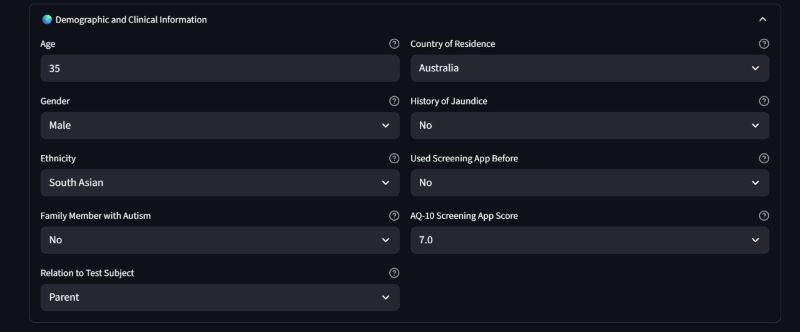 Demographic and Clinical Information
Age
35
Country of Residence
Australia
Gender
Male
History of Jaundice
No
Ethnicity
South Asian
Used Screening App Before
No
Family Member with Autism
No
AQ-10 Screening App Score
7.0
Relation to Test Subject
Parent